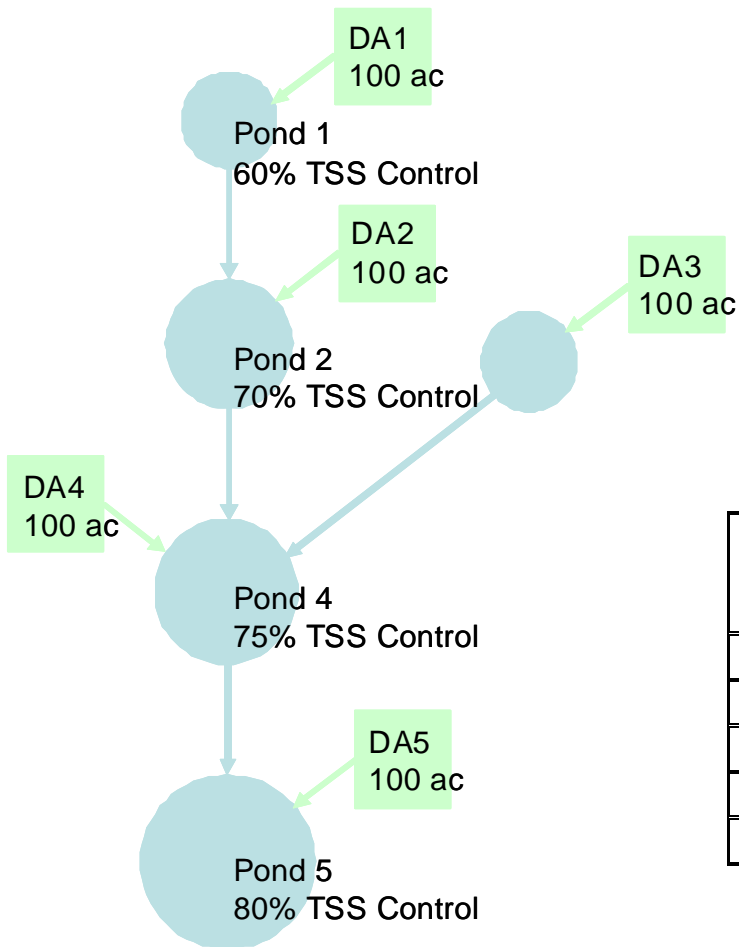 DA1
100 ac
Pond 1
60% TSS Control
DA2
100 ac
DA3
100 ac
Pond 2
70% TSS Control
DA4
100 ac
Pond 4
75% TSS Control
DA5
100 ac
Pond 5
80% TSS Control